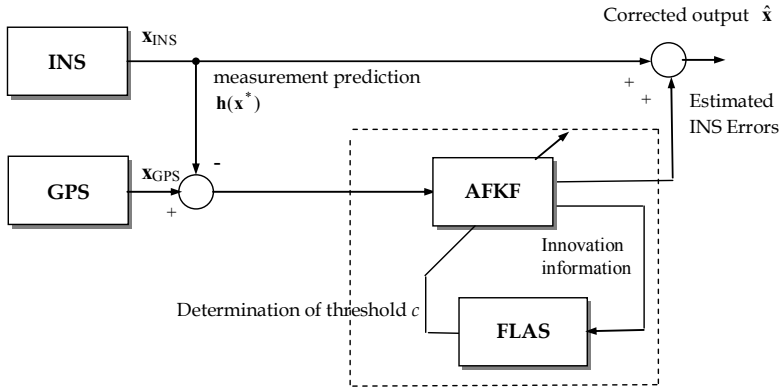 Corrected output x̂
x_INS
INS
measurement prediction
h(x*)
+
+
Estimated
INS Errors
-
x_GPS
GPS
+
AFKF
Innovation
information
Determination of threshold c
FLAS